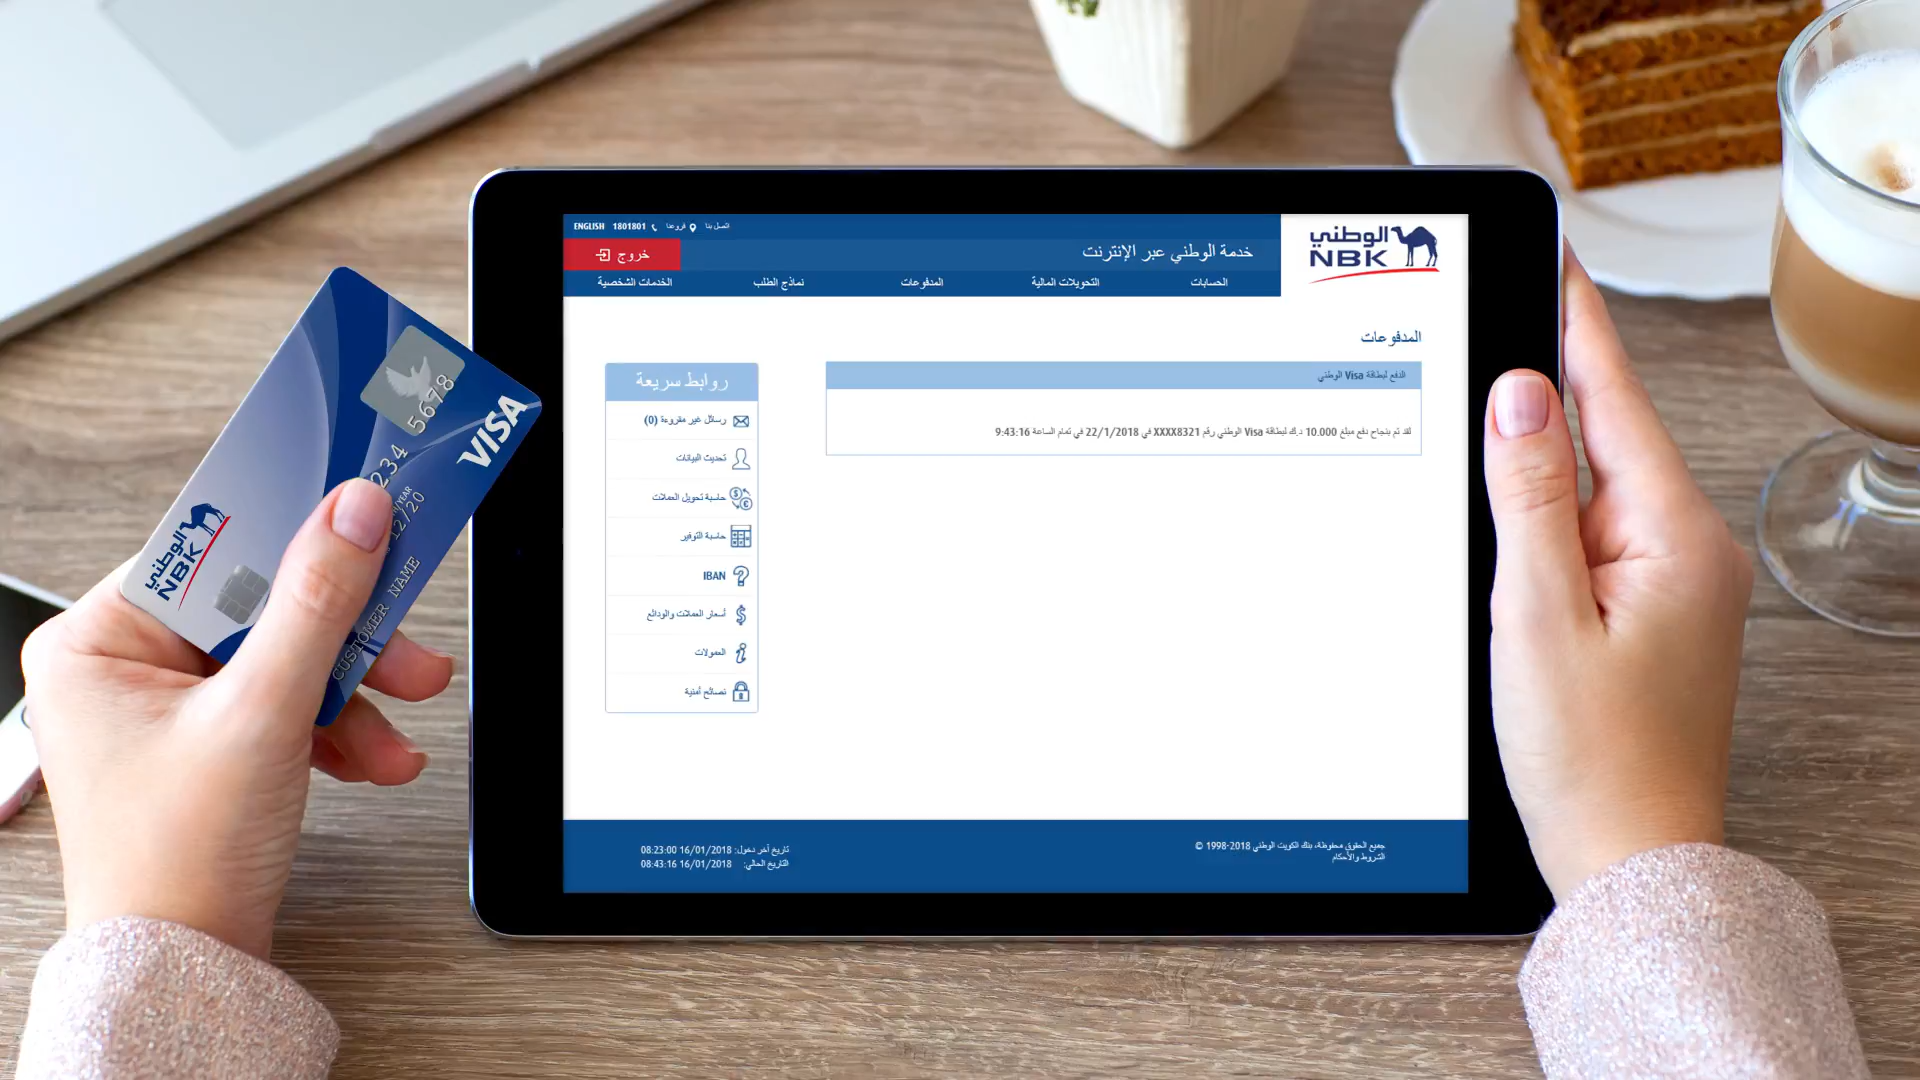 ENGLISH 1801801 فروعنا اتصل بنا
خروج
خدمة الوطني عبر الإنترنت
الوطني
NBK
الحسابات
التحويلات المالية
المدفوعات
نماذج الطلب
الخدمات الشخصية
المدفوعات
الدفع لبطاقة Visa الوطني
لقد تم بنجاح دفع مبلغ 10.000 د.ك لبطاقة Visa الوطني رقم XXXX8321 في 22/1/2018 في تمام الساعة 9:43:16
روابط سريعة
رسائل غير مقروءة (0)
تحديث البيانات
حاسبة تحويل العملات
حاسبة التوفير
IBAN
أسعار العملات والودائع
العمولات
نصائح أمنية
جميع الحقوق محفوظة، بنك الكويت الوطني 2018-1998 ©
الشروط والأحكام
تاريخ أخر دخول: 16/01/2018 08:23:00
التاريخ الحالي: 16/01/2018 08:43:16
الوطني
NBK
VISA
234 5678
12/20
CUSTOMER NAME